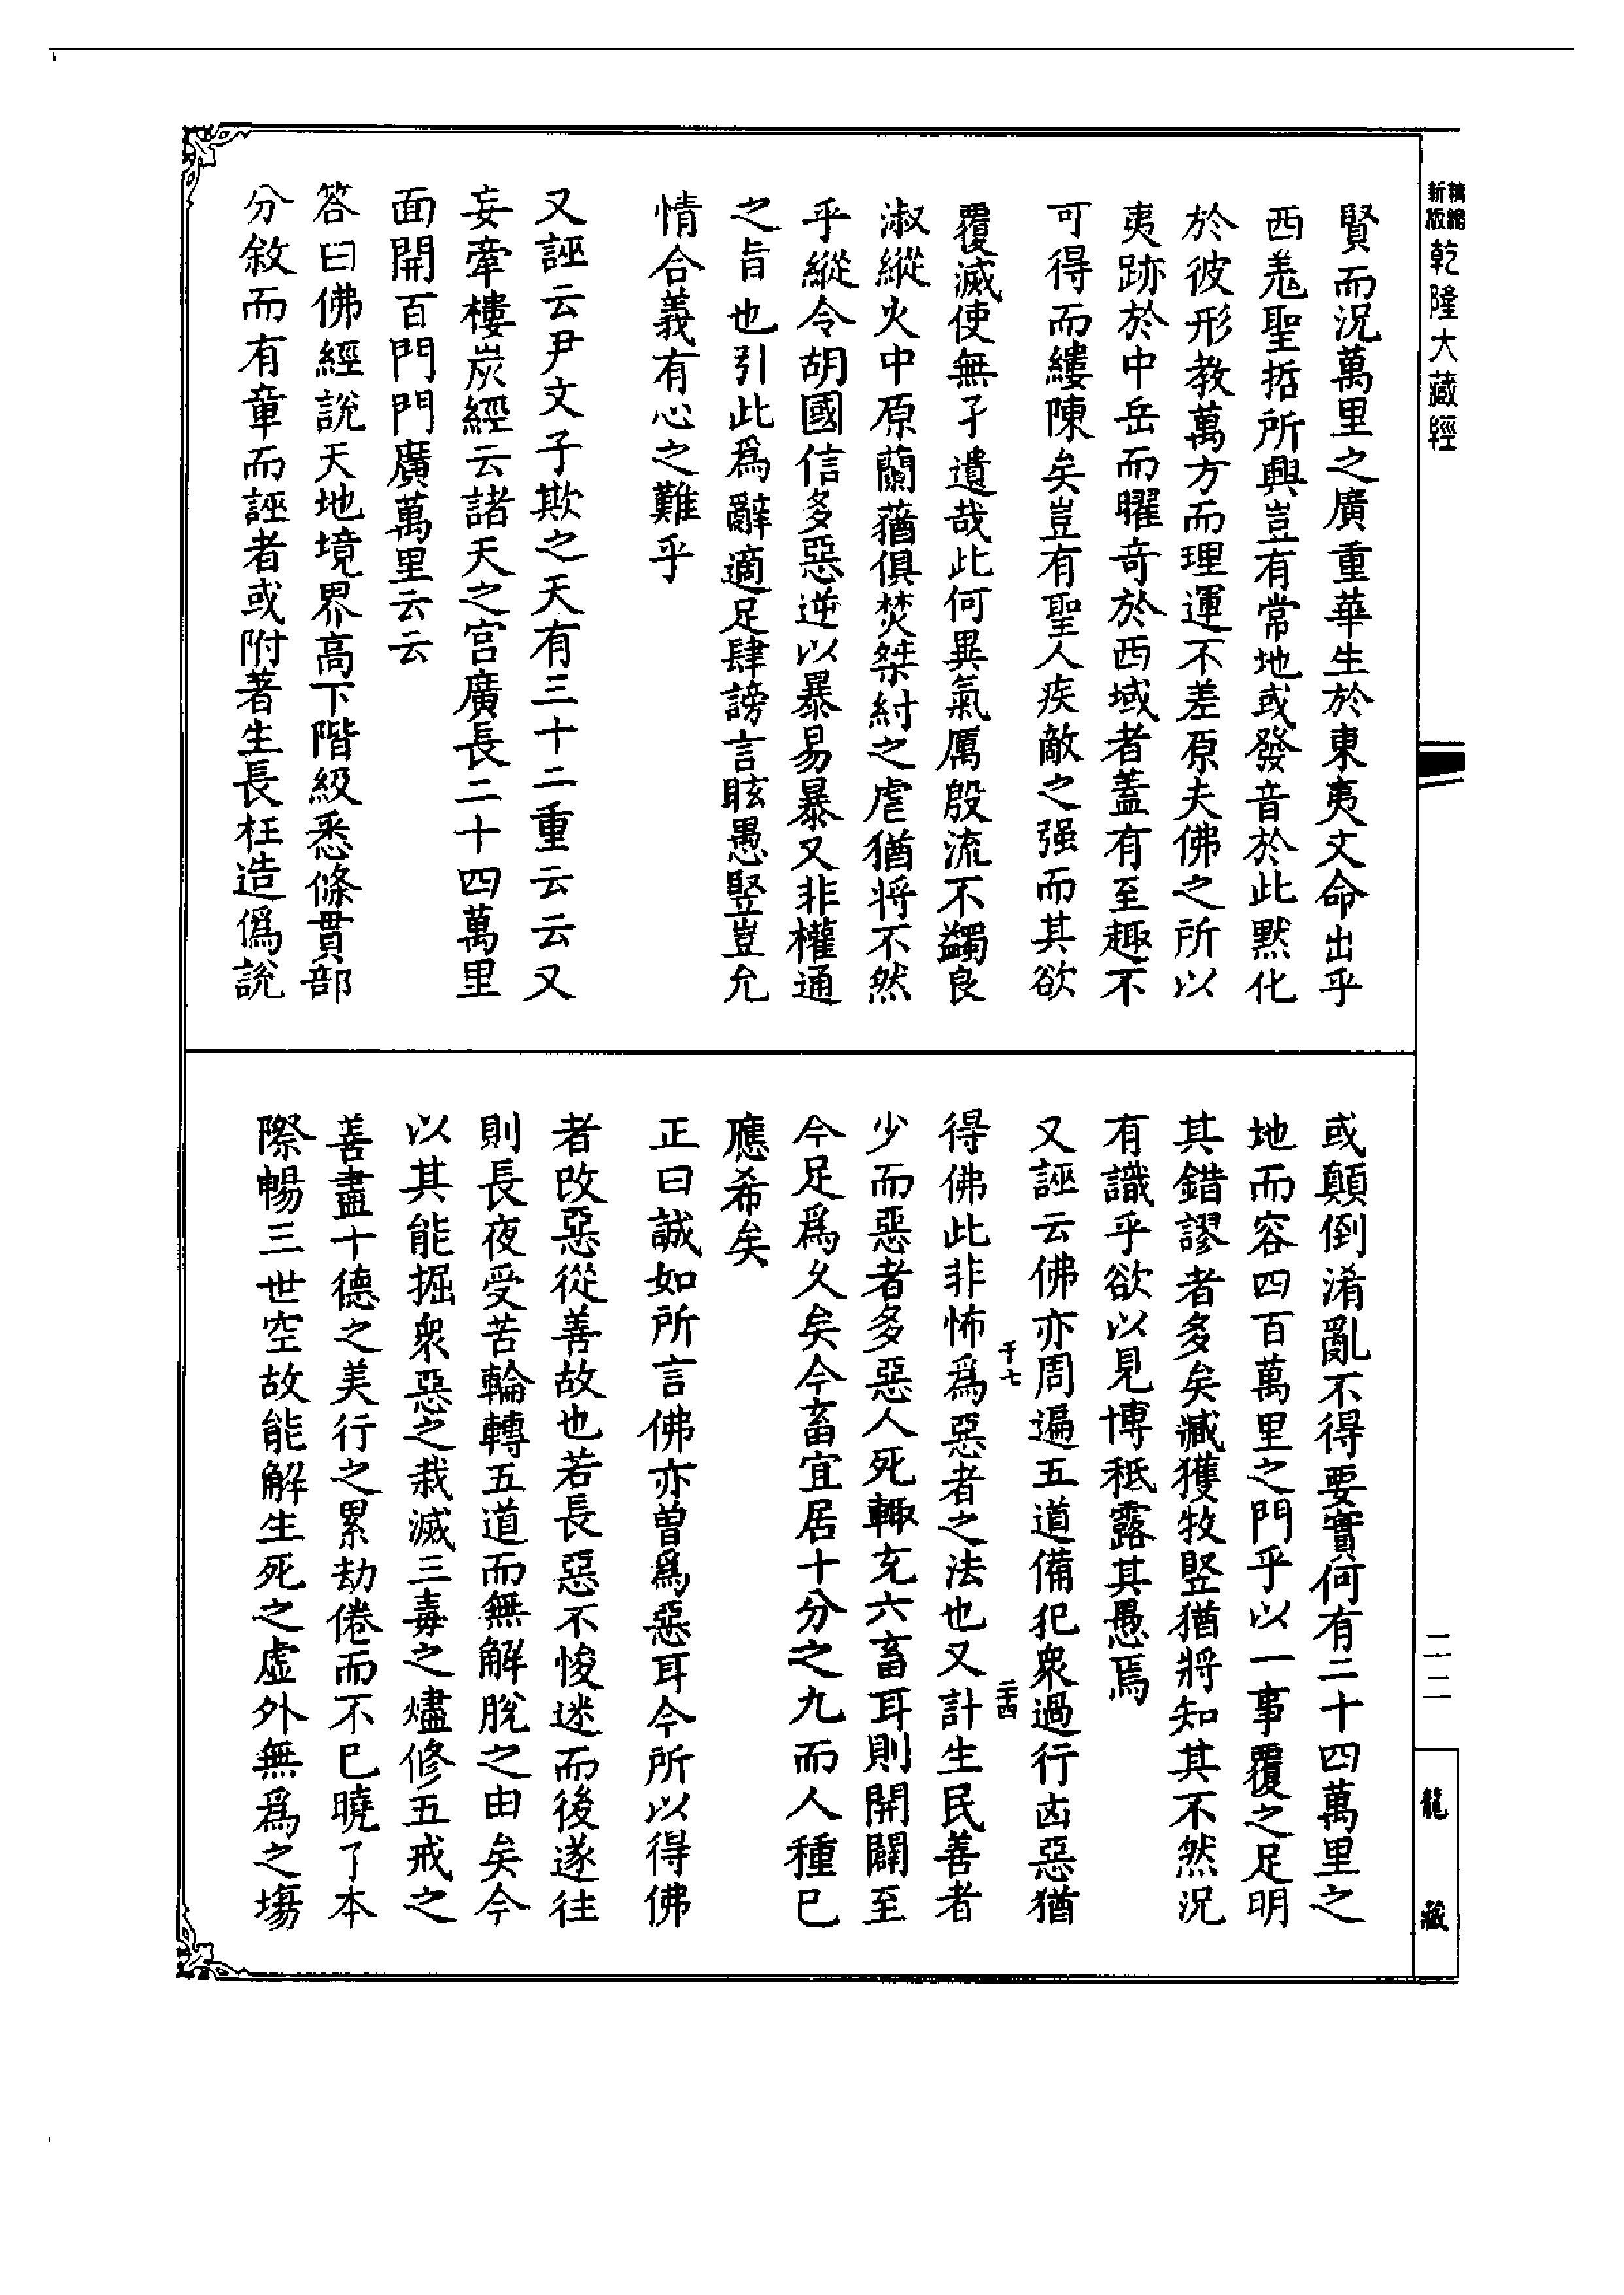 精縮新版乾隆大藏經
賢而況萬里之廣重華生於東夷文命出乎
西羗聖哲所興豈有常地或發音於此默化
於彼形教萬方而理運不差原夫佛之所以
夷跡於中岳而曜奇於西域者蓋有至趣不
可得而縷陳矣豈有聖人疾敵之强而其欲
覆滅使無孑遺哉此何異氣厲殷流不蠲良
淑縱火中原蘭蕕俱焚桀紂之虐猶将不然
乎縱令胡國信多惡逆以暴易暴又非權通
之旨也引此爲辭適足肆謗言眩愚豎豈允
情合義有心之難乎
又誣云尹文子欺之天有三十二重云云又
妄牽樓炭經云諸天之宫廣長二十四萬里
面開百門門廣萬里云云
答曰佛經說天地境界高下階級悉條貫部
分敘而有章而誣者或附著生長枉造僞說
或顛倒淆亂不得要實何有二十四萬里之
地而容四百萬里之門乎以一事覆之足明
其錯謬者多矣臧獲牧豎猶將知其不然況
有識乎欲以見博秪露其愚焉
又誣云佛亦周遍五道備犯衆過行凶惡猶
千七
二十四
得佛此非怖爲惡者之法也又計生民善者
少而惡者多惡人死輙充六畜耳則開闢至
今足爲久矣今畜宜居十分之九而人種已
應希矣
正曰誠如所言佛亦曾爲惡耳今所以得佛
者改惡從善故也若長惡不悛迷而後遂往
則長夜受苦輪轉五道而無解脫之由矣今
以其能掘衆惡之栽滅三毒之燼修五戒之
善盡十德之美行之累劫倦而不已曉了本
際暢三世空故能解生死之虛外無爲之塲
二二
龍藏